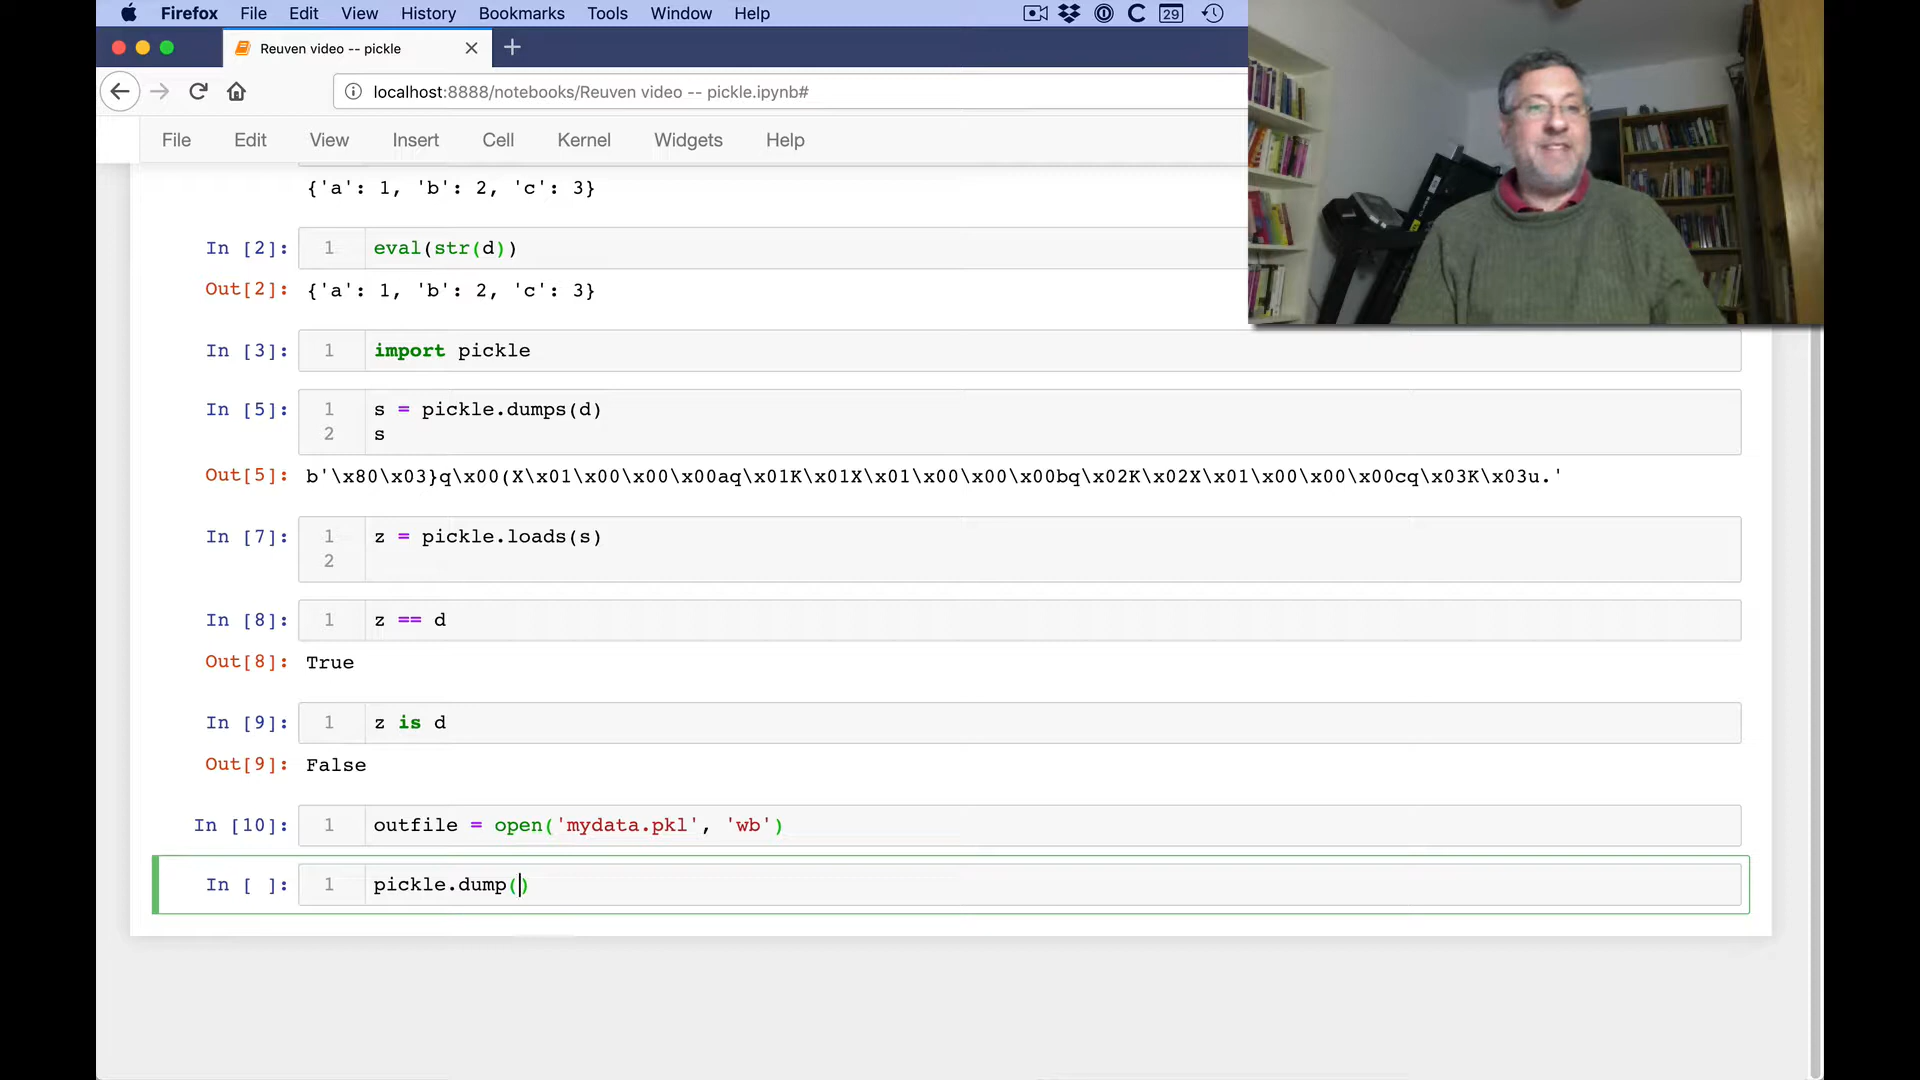 Firefox File Edit View History Bookmarks Tools Window Help 29
Reuven video -- pickle
localhost:8888/notebooks/Reuven video -- pickle.ipynb#
File Edit View Insert Cell Kernel Widgets Help
{'a': 1, 'b': 2, 'c': 3}
In [2]: 1 eval(str(d))
Out[2]: {'a': 1, 'b': 2, 'c': 3}
In [3]: 1 import pickle
In [5]: 1 s = pickle.dumps(d)
2 s
Out[5]: b'\x80\x03}q\x00(X\x01\x00\x00\x00aq\x01K\x01X\x01\x00\x00\x00bq\x02K\x02X\x01\x00\x00\x00cq\x03K\x03u.'
In [7]: 1 z = pickle.loads(s)
2
In [8]: 1 z == d
Out[8]: True
In [9]: 1 z is d
Out[9]: False
In [10]: 1 outfile = open('mydata.pkl', 'wb')
In [ ]: 1 pickle.dump()